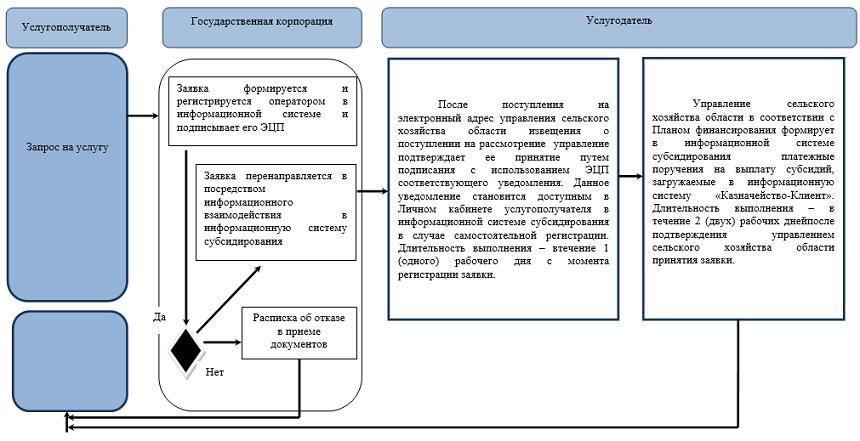 Услугополучатель
Государственная корпорация
Услугодатель
Запрос на услугу
Заявка формируется и
регистрируется оператором в
информационной системе и
подписывает его ЭЦП
Заявка перенаправляется в
посредством
информационного
взаимодействия в
информационную систему
субсидирования
Да
Нет
Расписка об отказе
в приеме
документов
После поступления на
электронный адрес управления сельского
хозяйства области извещения о
поступлении на рассмотрение управление
подтверждает ее принятие путем
подписания с использованием ЭЦП
соответствующего уведомления. Данное
уведомление становится доступным в
Личном кабинете услугополучателя в
информационной системе субсидирования
в случае самостоятельной регистрации.
Длительность выполнения – втечение 1
(одного) рабочего дня с момента
регистрации заявки.
Управление сельского
хозяйства области в соответствии с
Планом финансирования формирует
в информационной системе
субсидирования платежные
поручения на выплату субсидий,
загружаемые в информационную
систему «Казначейство-Клиент».
Длительность выполнения – в
течение 2 (двух) рабочих днейпосле
подтверждения управлением
сельского хозяйства области
принятия заявки.